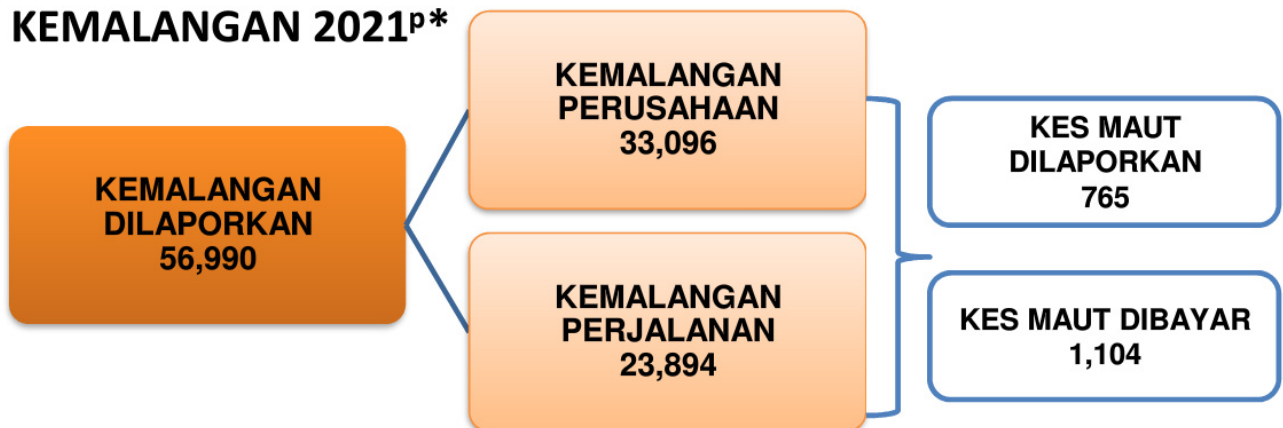 KEMALANGAN 2021ᵖ*
KEMALANGAN
DILAPORKAN
56,990
KEMALANGAN
PERUSAHAAN
33,096
KEMALANGAN
PERJALANAN
23,894
KES MAUT
DILAPORKAN
765
KES MAUT DIBAYAR
1,104